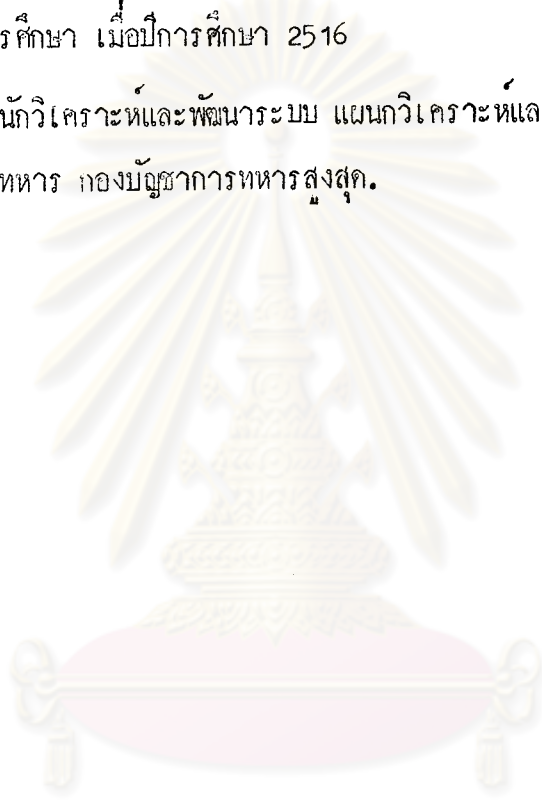 รศึกษา เมื่อปีการศึกษา 2516
นักวิเคราะห์และพัฒนาระบบ แผนกวิเคราะห์แล
ทหาร กองบัญชาการทหารสูงสุด.